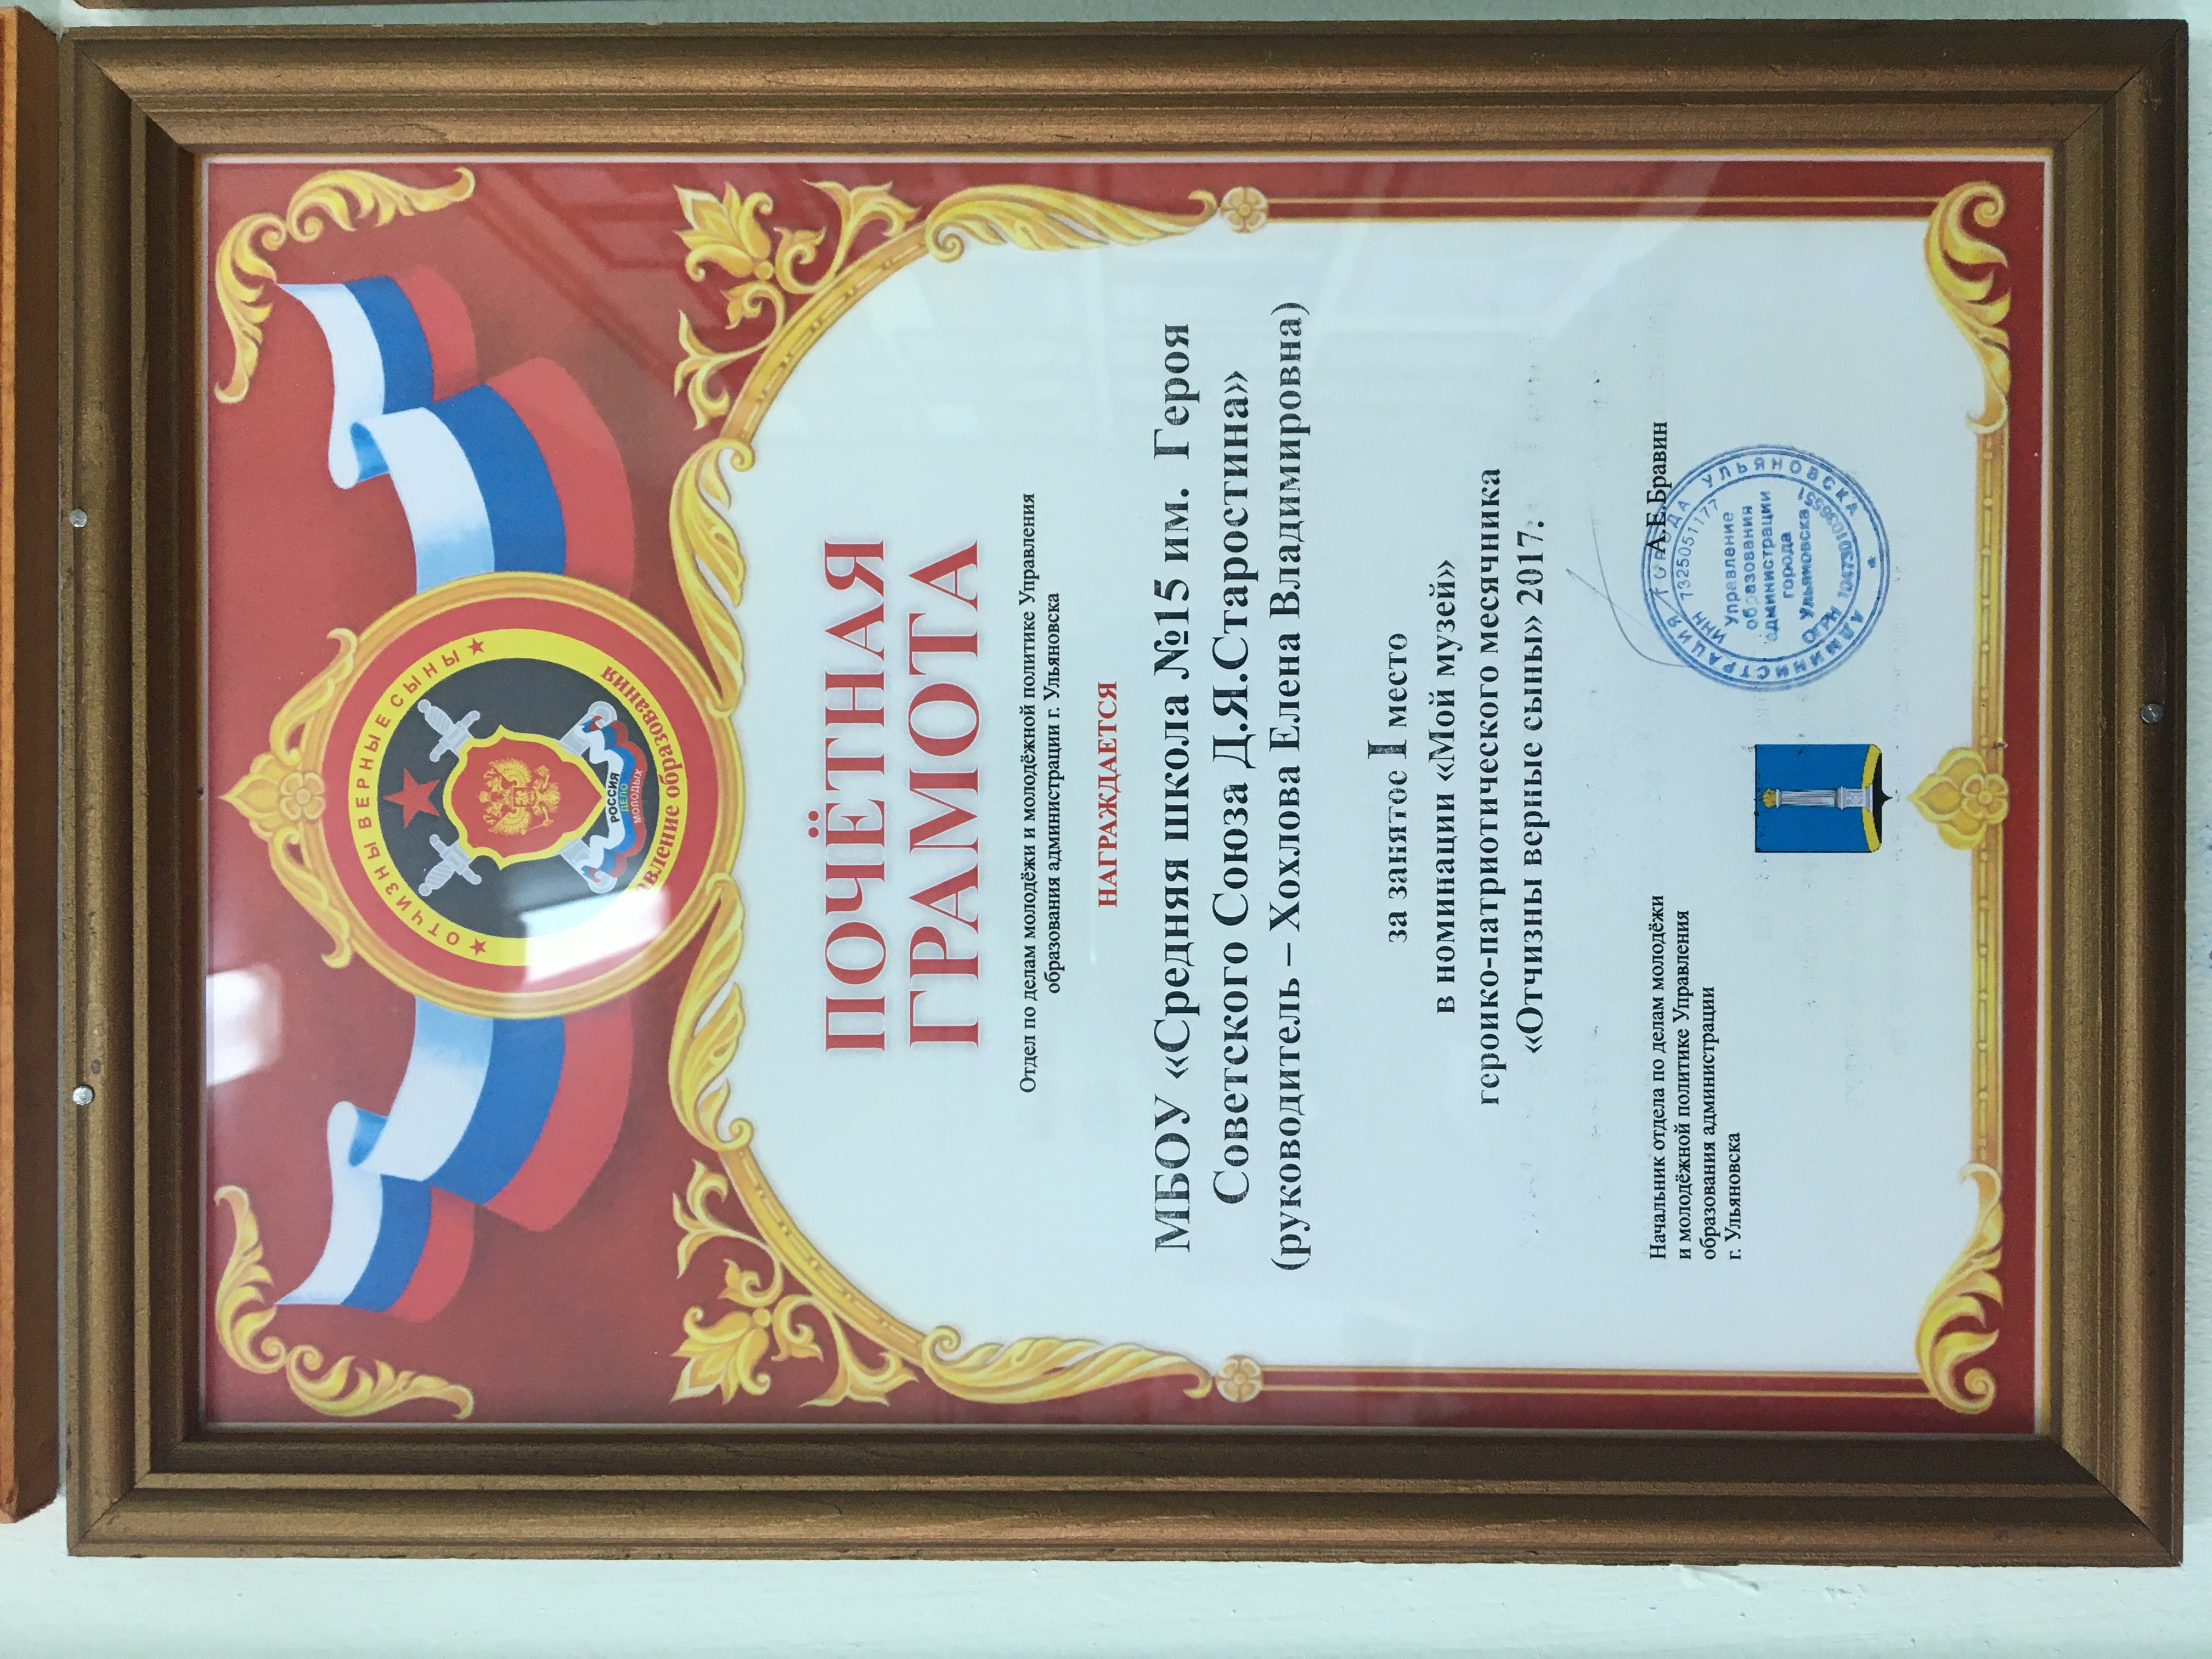 ОТЧИЗНЫ ВЕРНЫЕ СЫНЫ
РОССИЯ
ДЕЛО
МОЛОДЫХ
образования
ПОЧЁТНАЯ
ГРАМОТА
Отдел по делам молодёжи и молодёжной политике Управления
образования администрации г. Ульяновска
НАГРАЖДАЕТСЯ
МБОУ «Средняя школа №15 им. Героя
Советского Союза Д.Я.Старостина»
(руководитель – Хохлова Елена Владимировна)
за занятое I место
в номинации «Мой музей»
героико-патриотического месячника
«Отчизны верные сыны» 2017.
Начальник отдела по делам молодёжи
и молодёжной политике Управления
образования администрации
г. Ульяновска
А.Е.Бравин
АДМИНИСТРАЦИЯ ГОРОДА УЛЬЯНОВСКА
ИНН 7325051177
Управление
образования
администрации
города
Ульяновска
ОГРН 1047301036551